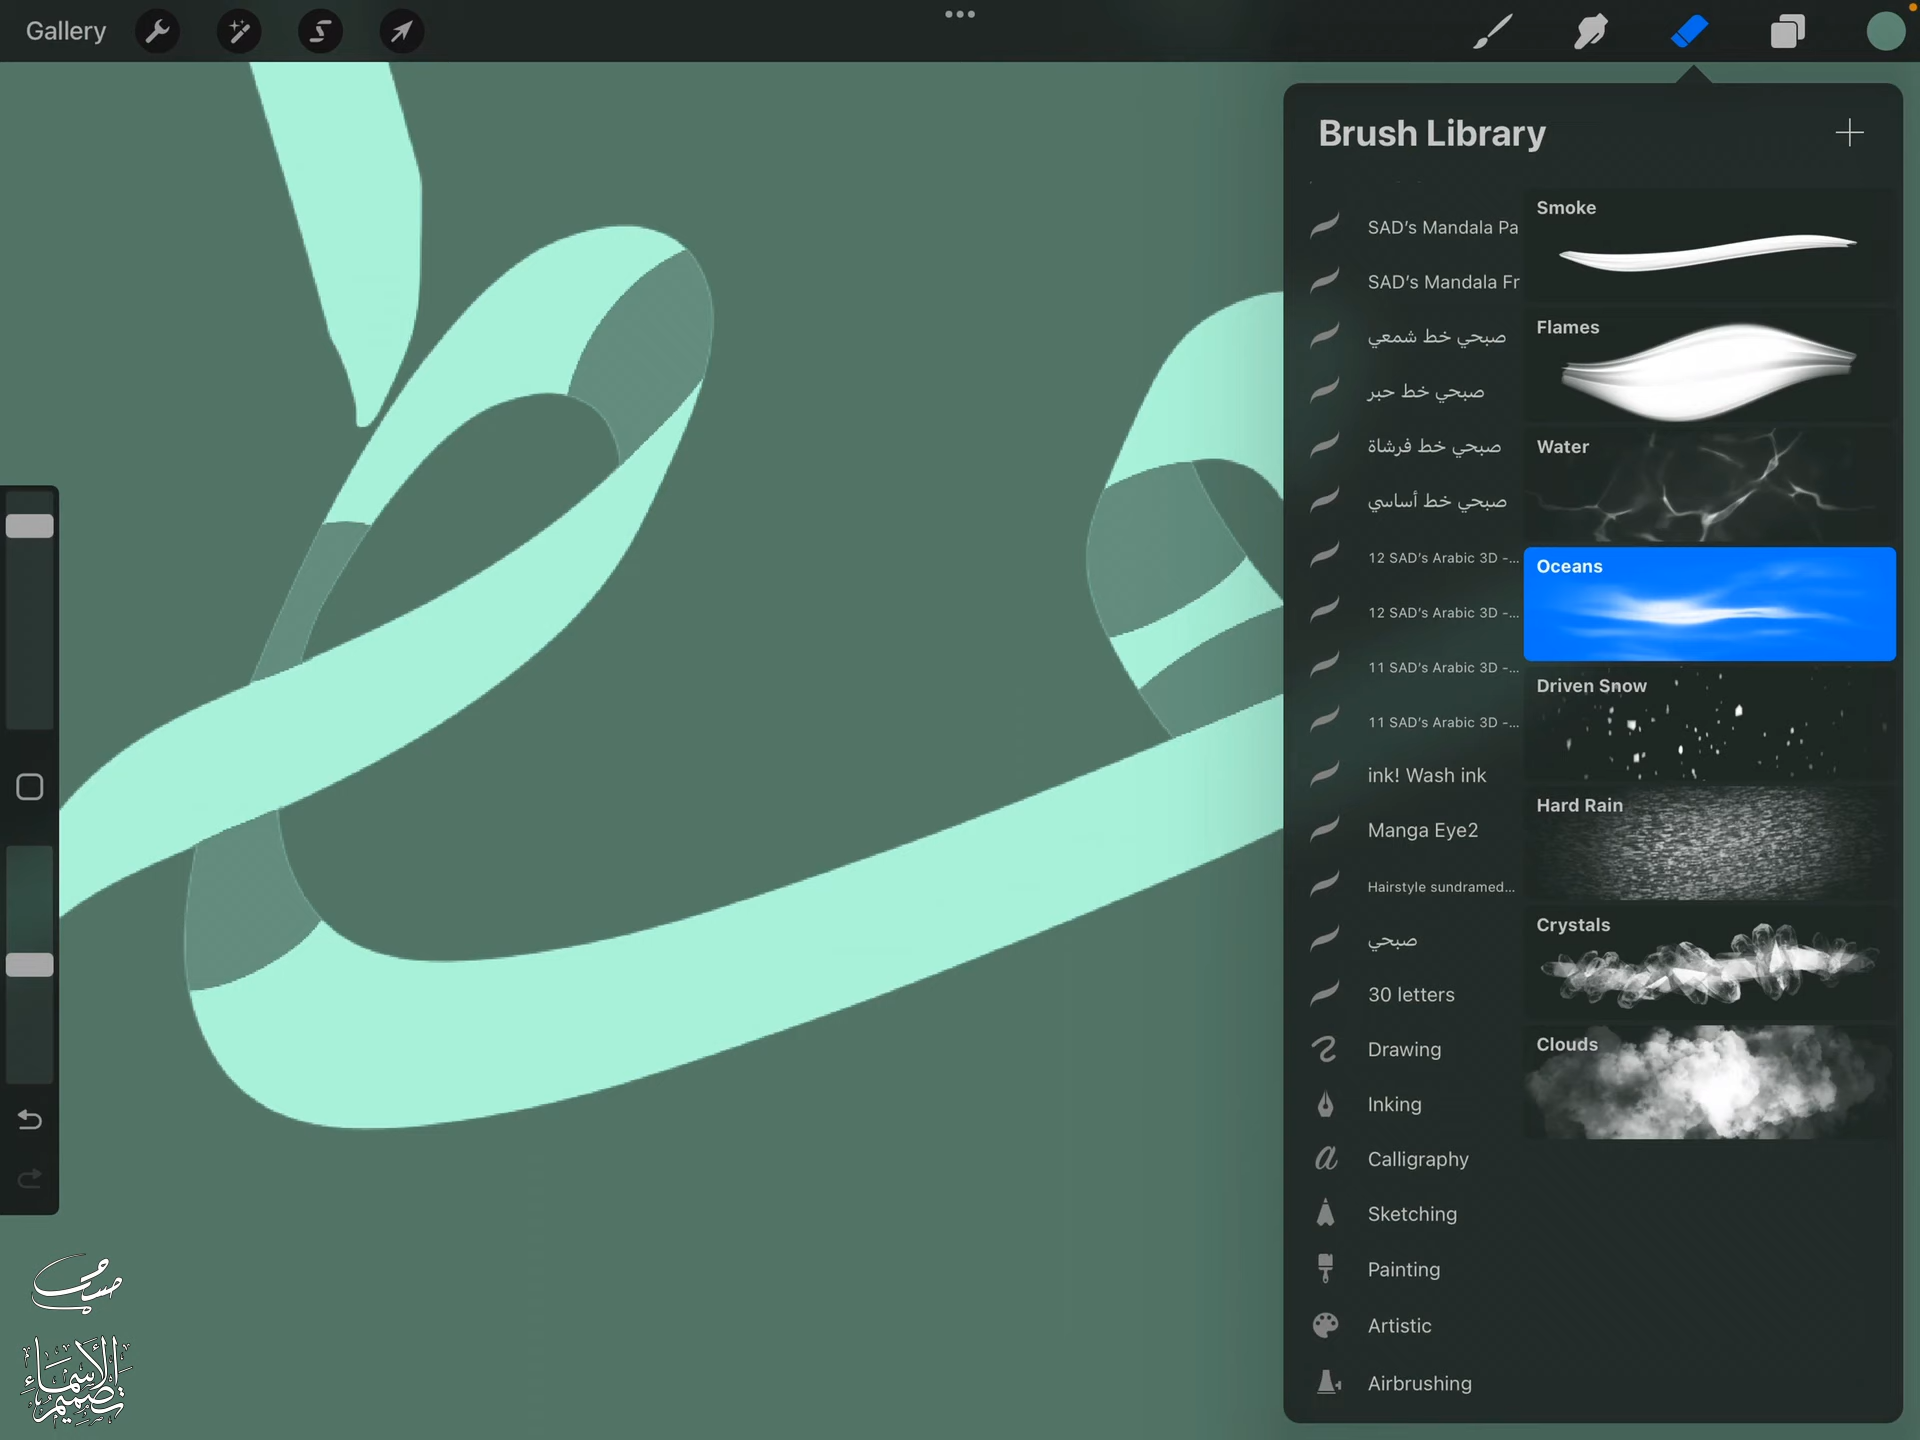 Gallery
Brush Library
SAD's Mandala Pa
SAD's Mandala Fr
صبحي خط شمعي
صبحي خط حبر
صبحي خط فرشاة
صبحي خط أساسي
12 SAD's Arabic 3D -...
12 SAD's Arabic 3D -...
11 SAD's Arabic 3D -...
11 SAD's Arabic 3D -...
ink! Wash ink
Manga Eye2
Hairstyle sundramed...
صبحي
30 letters
Drawing
Inking
Calligraphy
Sketching
Painting
Artistic
Airbrushing
Smoke
Flames
Water
Oceans
Driven Snow
Hard Rain
Crystals
Clouds
صبحي
تصميم الأسماء